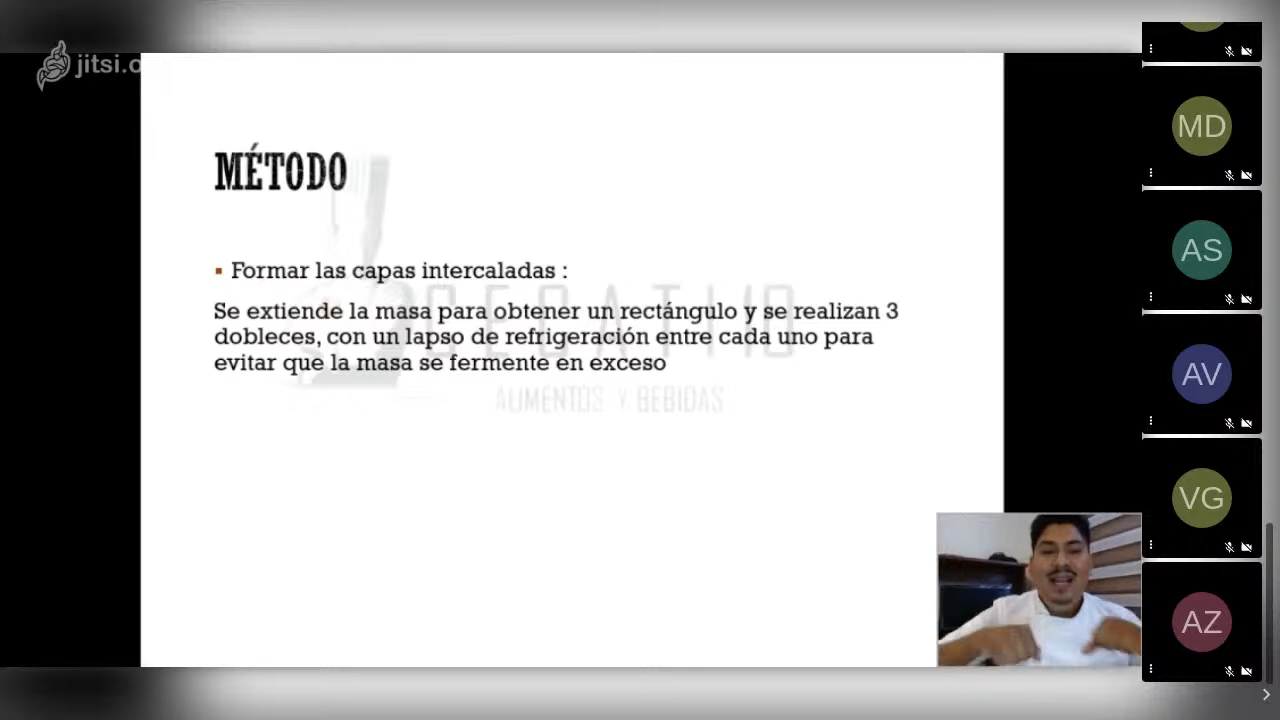 jitsi.o
MÉTODO
Formar las capas intercaladas :
Se extiende la masa para obtener un rectángulo y se realizan 3
dobleces, con un lapso de refrigeración entre cada uno para
evitar que la masa se fermente en exceso
ALIMENTOS Y BEBIDAS
MD
AS
AV
VG
AZ